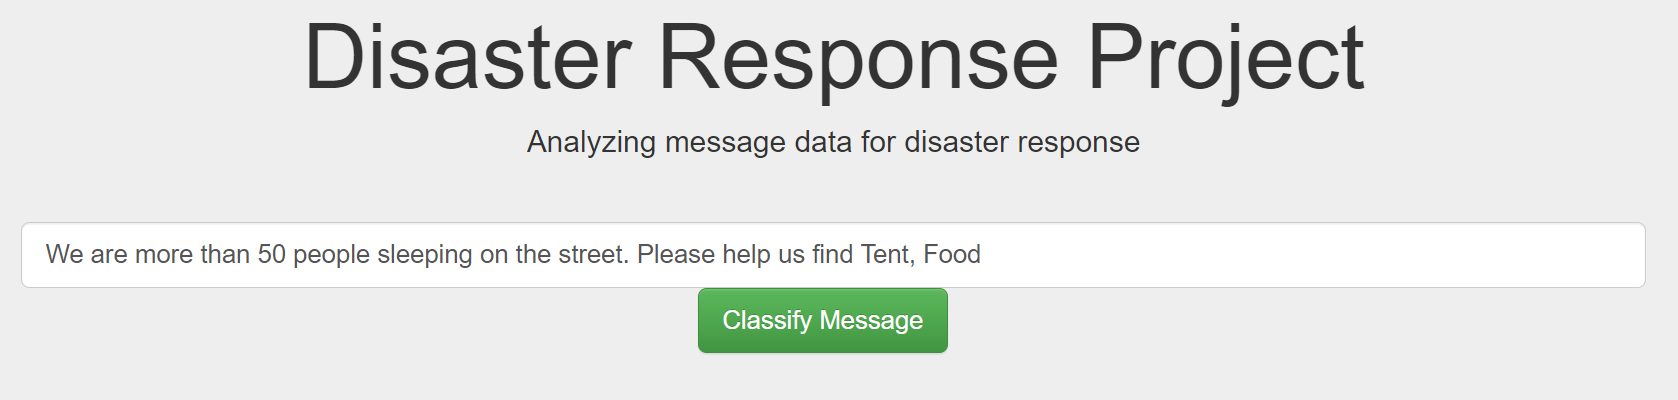 Disaster Response Project
Analyzing message data for disaster response
We are more than 50 people sleeping on the street. Please help us find Tent, Food
Classify Message